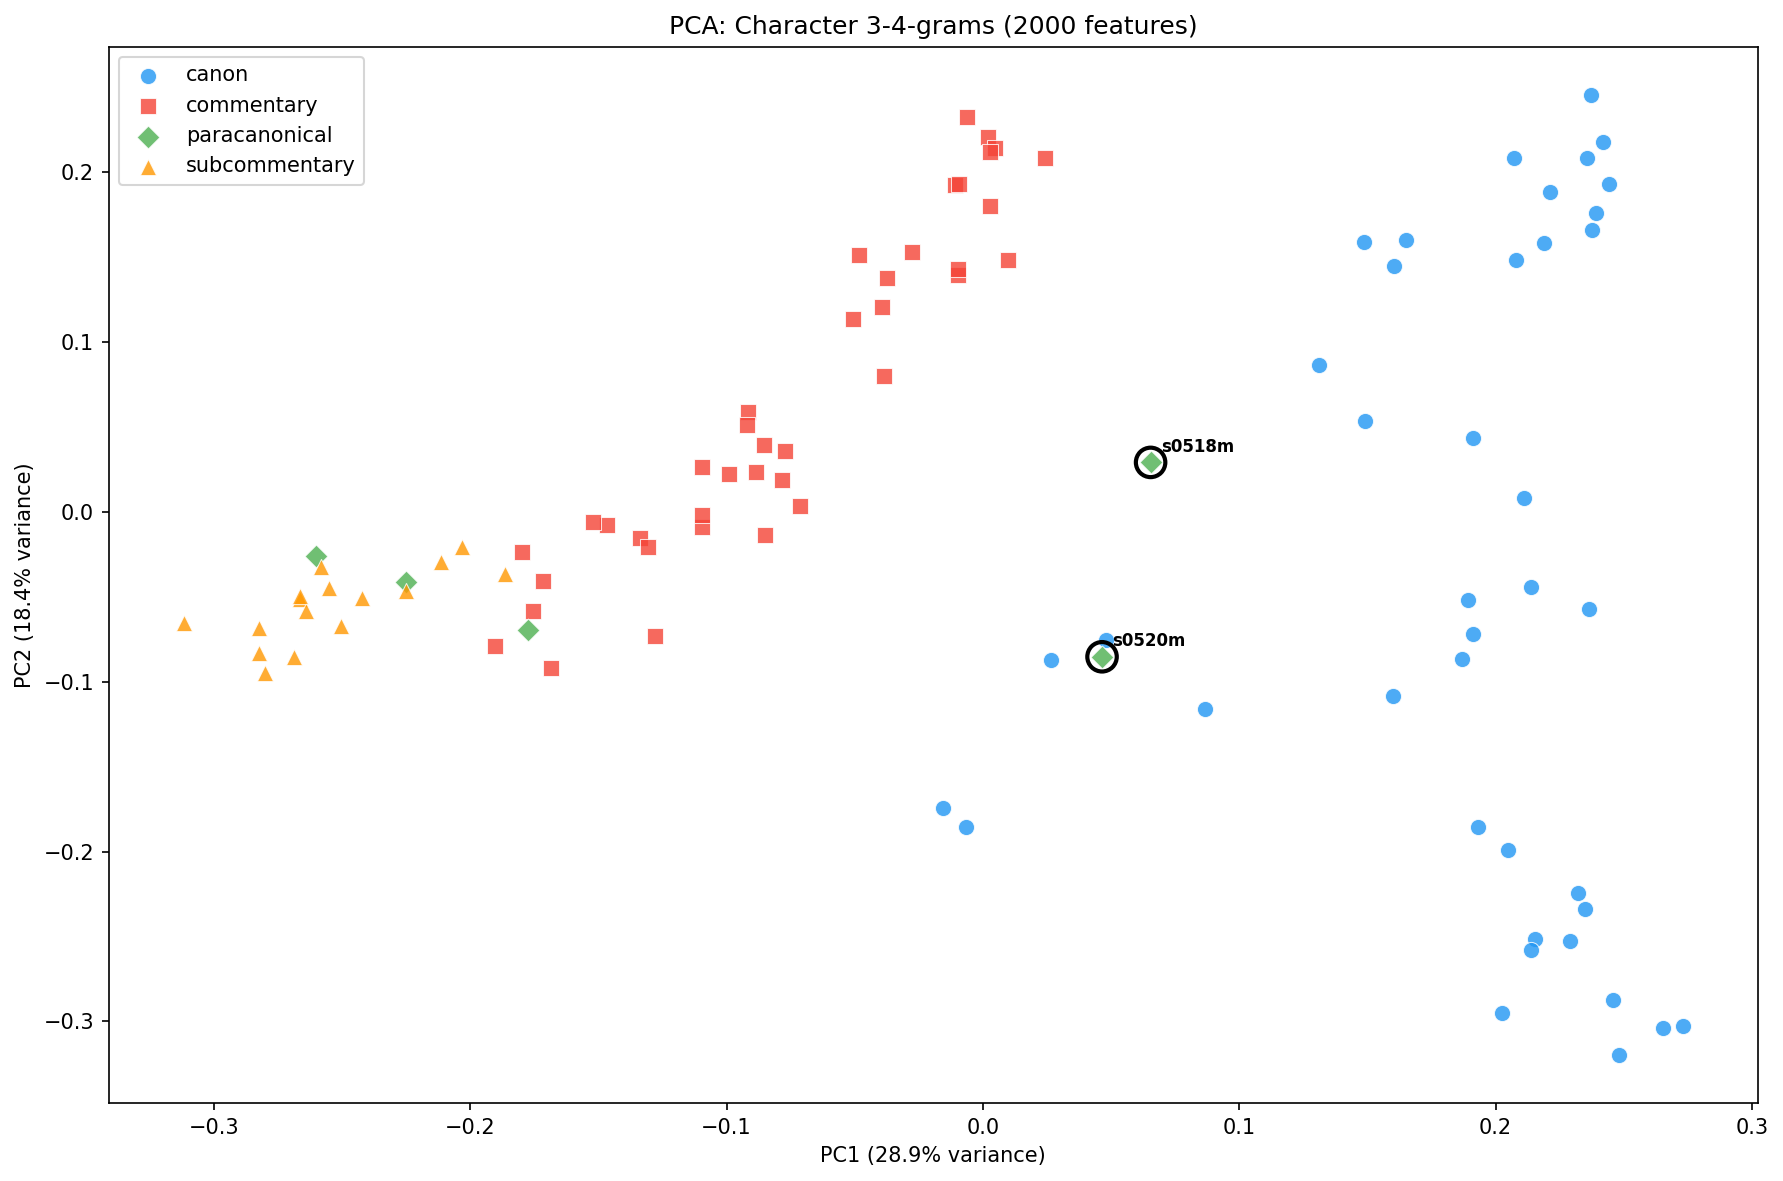 PCA: Character 3-4-grams (2000 features)
canon
commentary
paracanonical
subcommentary
s0518m
s0520m
0.2
0.1
0.0
−0.1
−0.2
−0.3
PC2 (18.4% variance)
−0.3
−0.2
−0.1
0.0
0.1
0.2
0.3
PC1 (28.9% variance)